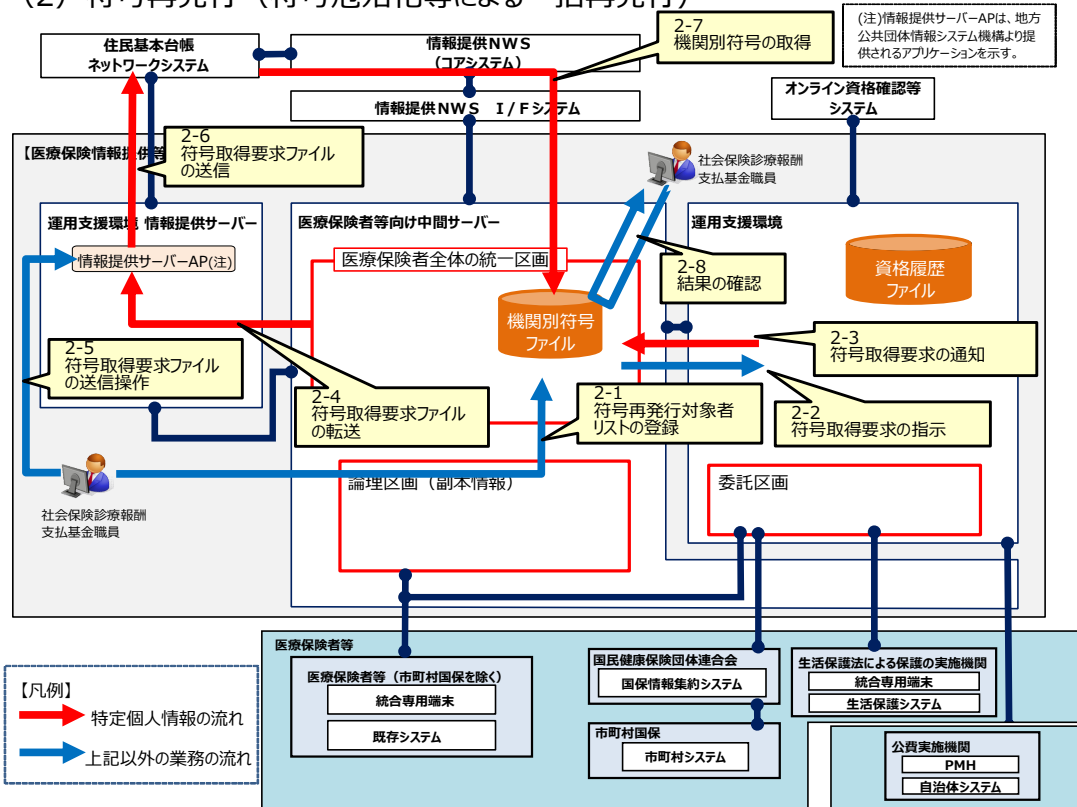 (2) 符号再発行（符号危殆化等による一括再発行）
(注)情報提供サーバーAPは、地方
公共団体情報システム機構より提
供されるアプリケーションを示す。
2-7
機関別符号の取得
住民基本台帳
ネットワークシステム
情報提供NWS
（コアシステム）
情報提供NWS I/Fシステム
オンライン資格確認等
システム
【医療保険情報提供等
2-6
符号取得要求ファイル
の送信
社会保険診療報酬
支払基金職員
運用支援環境 情報提供サーバー
情報提供サーバーAP(注)
医療保険者等向け中間サーバー
医療保険者全体の統一区画
機関別符号
ファイル
2-8
結果の確認
運用支援環境
資格履歴
ファイル
2-3
符号取得要求の通知
2-5
符号取得要求ファイル
の送信操作
2-4
符号取得要求ファイル
の転送
2-1
符号再発行対象者
リストの登録
2-2
符号取得要求の指示
社会保険診療報酬
支払基金職員
論理区画（副本情報）
委託区画
医療保険者等
医療保険者等（市町村国保を除く）
統合専用端末
既存システム
国民健康保険団体連合会
国保情報集約システム
市町村国保
市町村システム
生活保護法による保護の実施機関
統合専用端末
生活保護システム
公費実施機関
PMH
自治体システム
【凡例】
特定個人情報の流れ
上記以外の業務の流れ